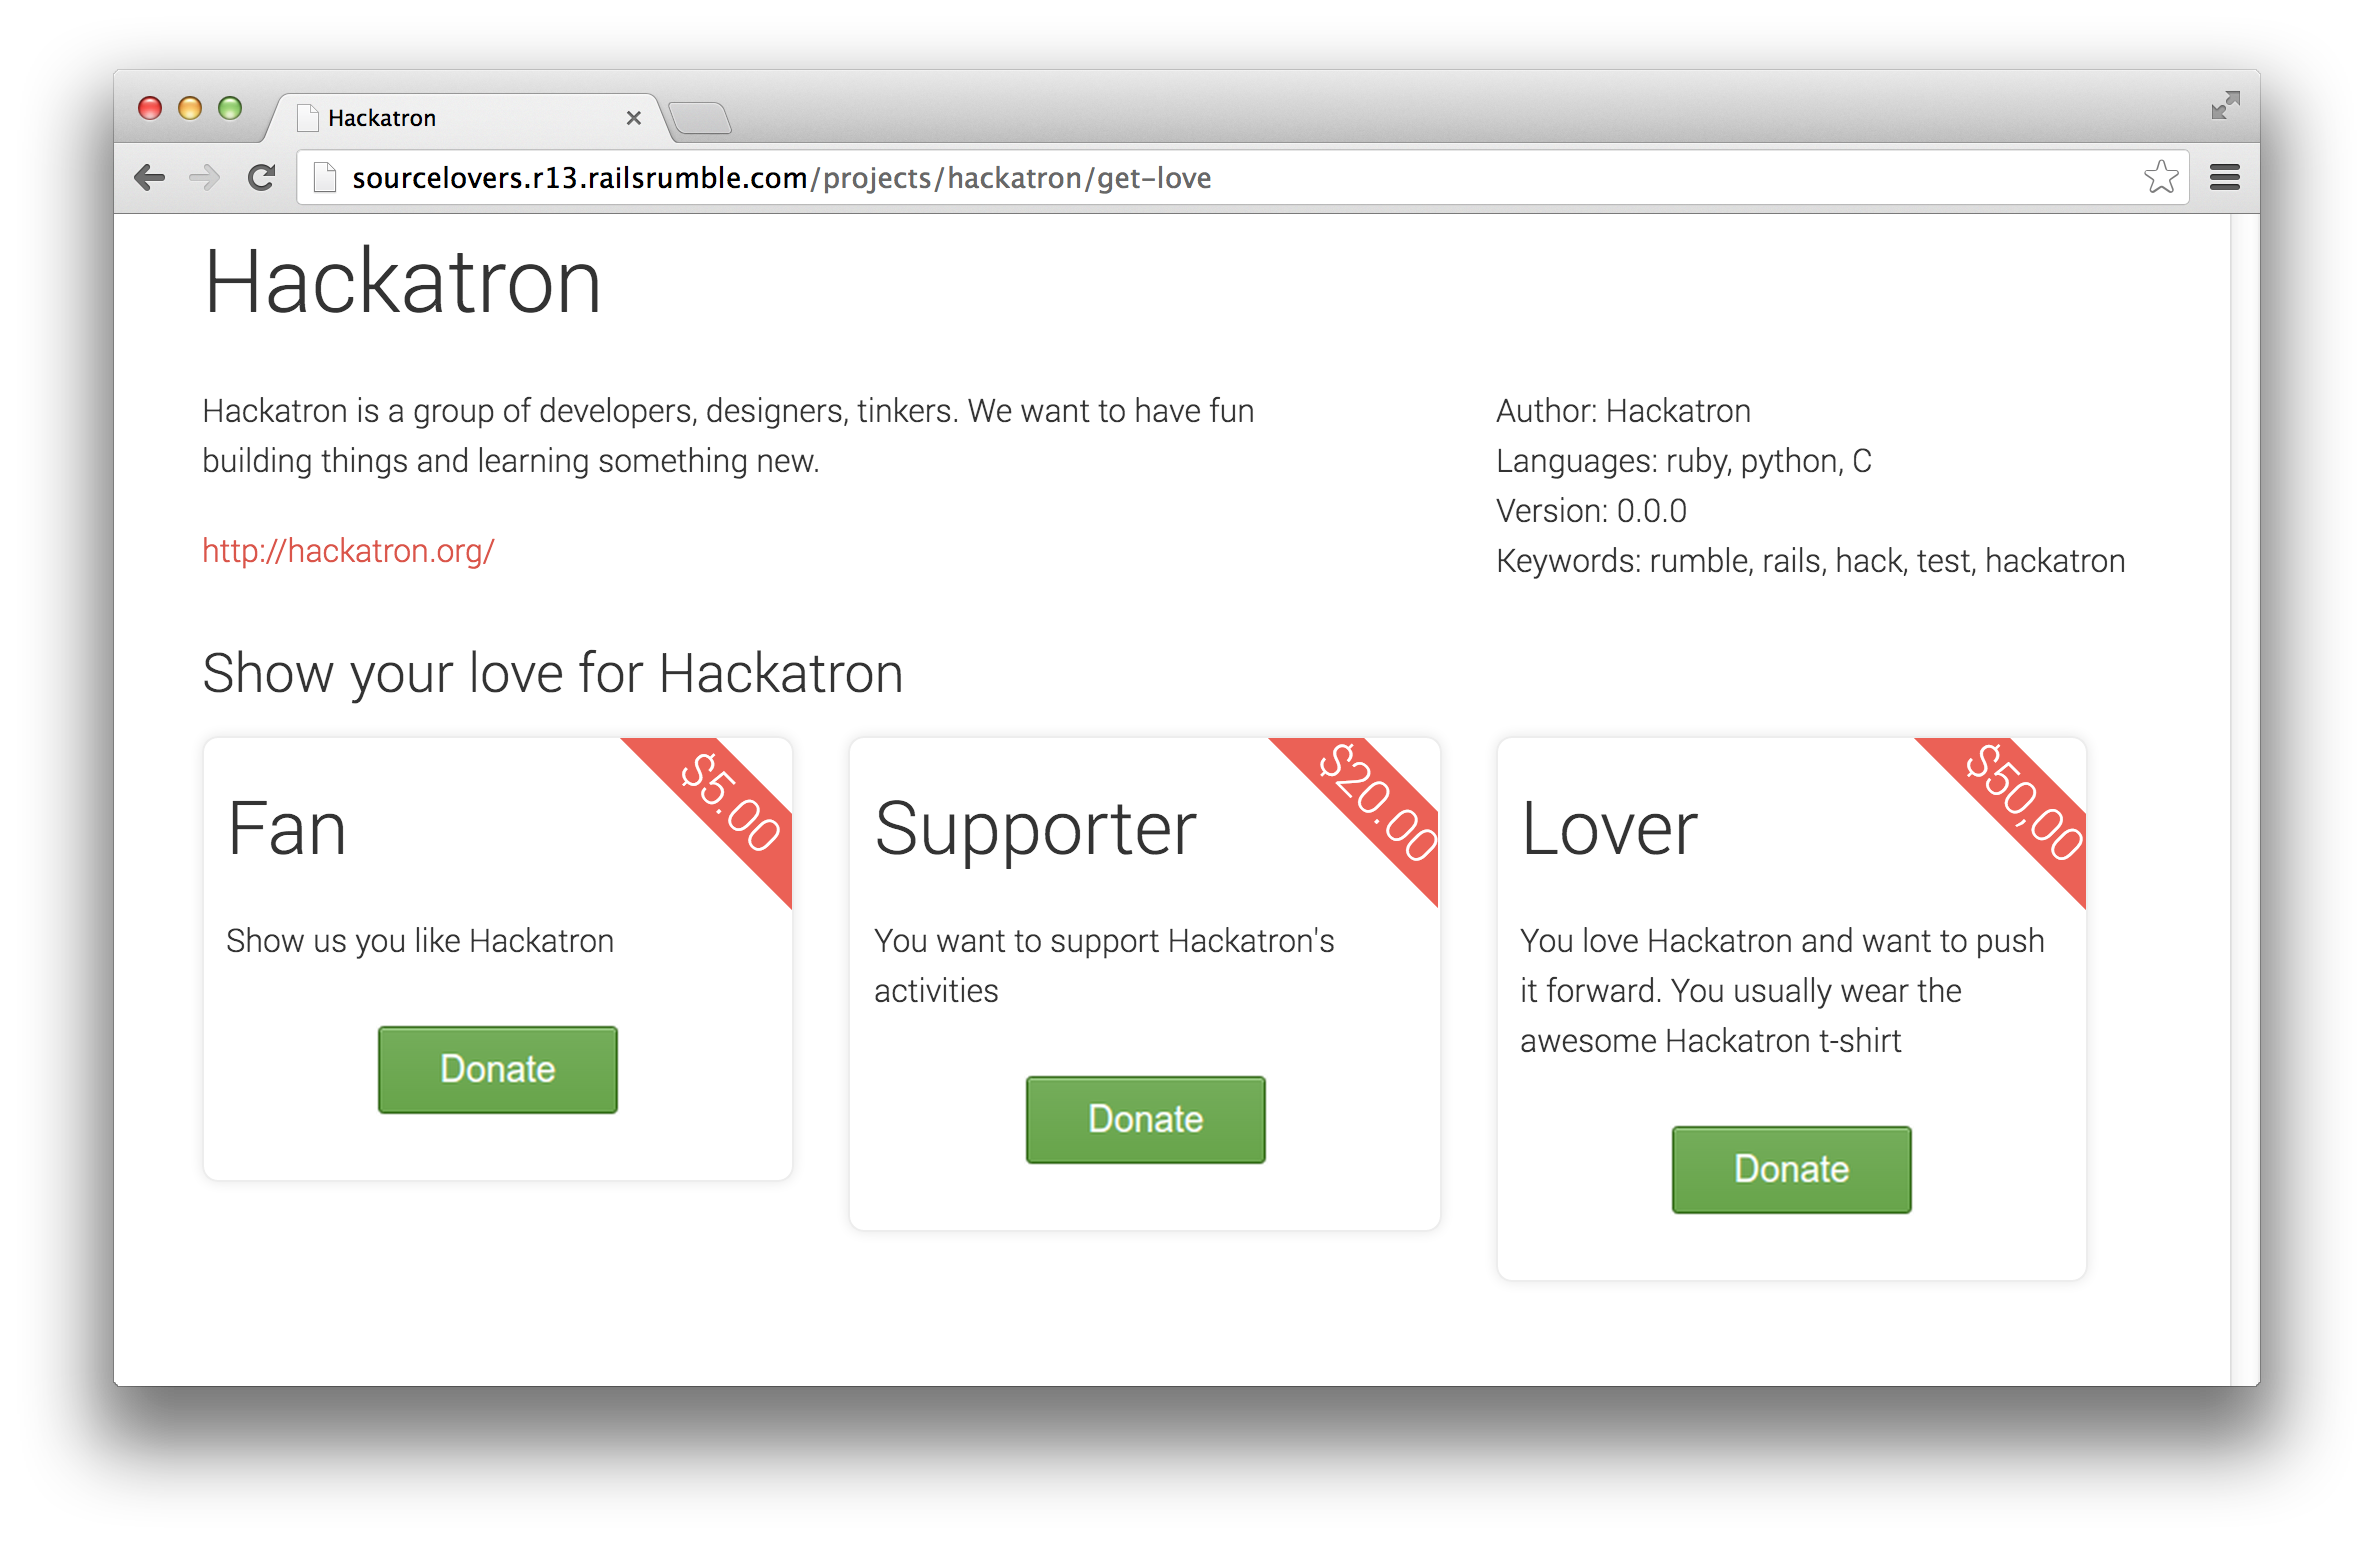 Hackatron
sourcelovers.r13.railsrumble.com/projects/hackatron/get-love
Hackatron
Hackatron is a group of developers, designers, tinkers. We want to have fun
building things and learning something new.
http://hackatron.org/
Author: Hackatron
Languages: ruby, python, C
Version: 0.0.0
Keywords: rumble, rails, hack, test, hackatron
Show your love for Hackatron
$5.00
Fan
Show us you like Hackatron
Donate
$20.00
Supporter
You want to support Hackatron's
activities
Donate
$50,00
Lover
You love Hackatron and want to push
it forward. You usually wear the
awesome Hackatron t-shirt
Donate